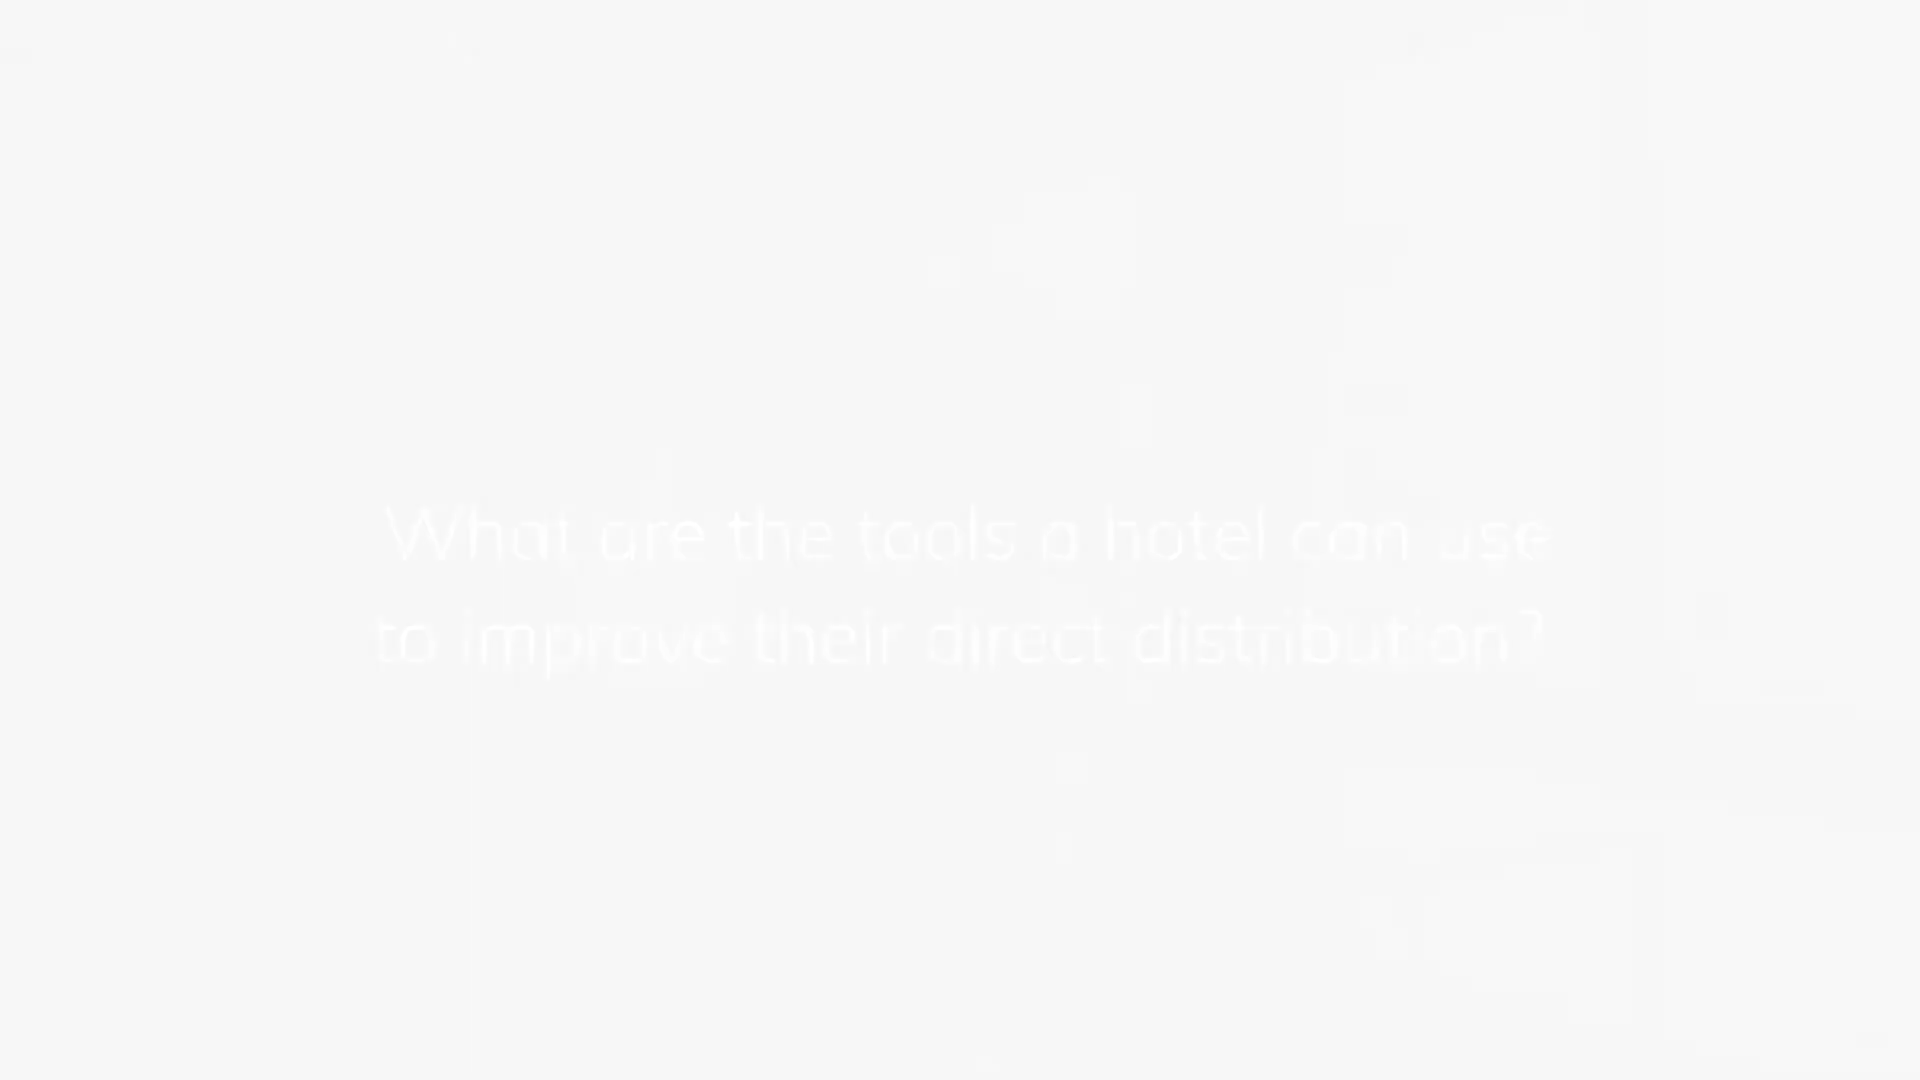 What are the tools a hotel can use
to improve their direct distribution?